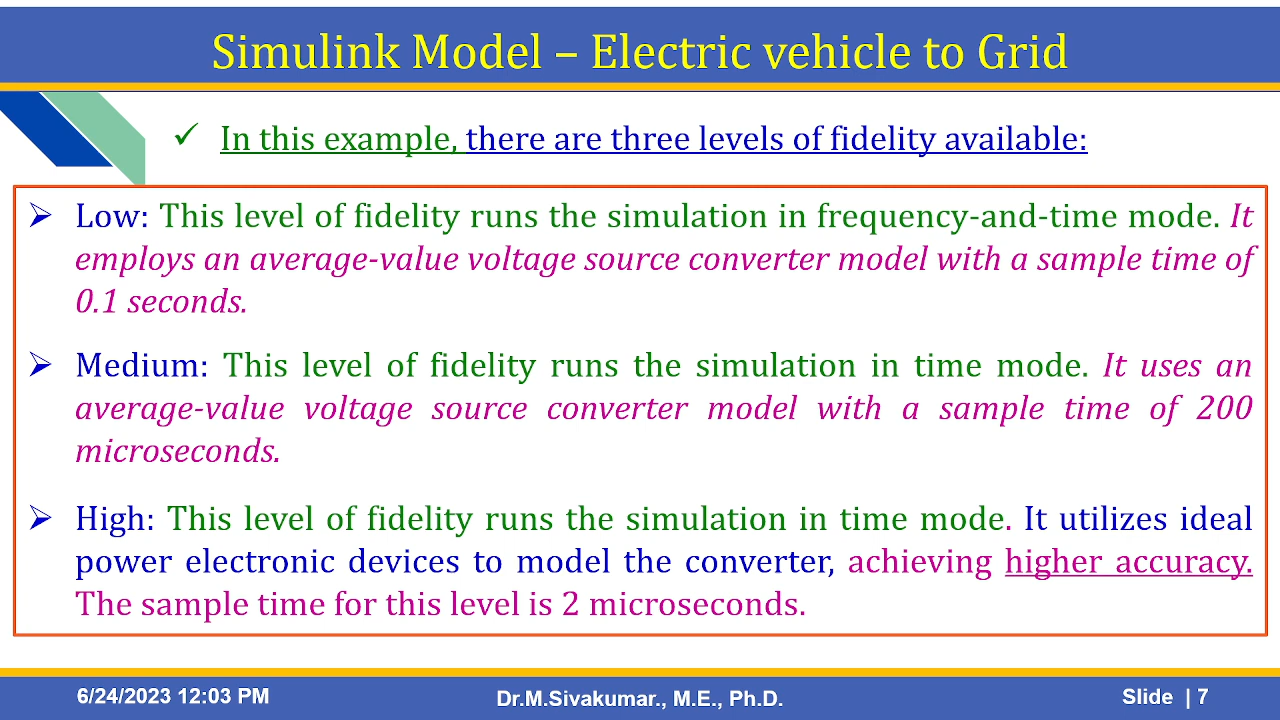 Simulink Model – Electric vehicle to Grid
✓ In this example, there are three levels of fidelity available:
➢ Low: This level of fidelity runs the simulation in frequency-and-time mode. It
employs an average-value voltage source converter model with a sample time of
0.1 seconds.
➢ Medium: This level of fidelity runs the simulation in time mode. It uses an
average-value voltage source converter model with a sample time of 200
microseconds.
➢ High: This level of fidelity runs the simulation in time mode. It utilizes ideal
power electronic devices to model the converter, achieving higher accuracy.
The sample time for this level is 2 microseconds.
6/24/2023 12:03 PM
Dr.M.Sivakumar., M.E., Ph.D.
Slide | 7